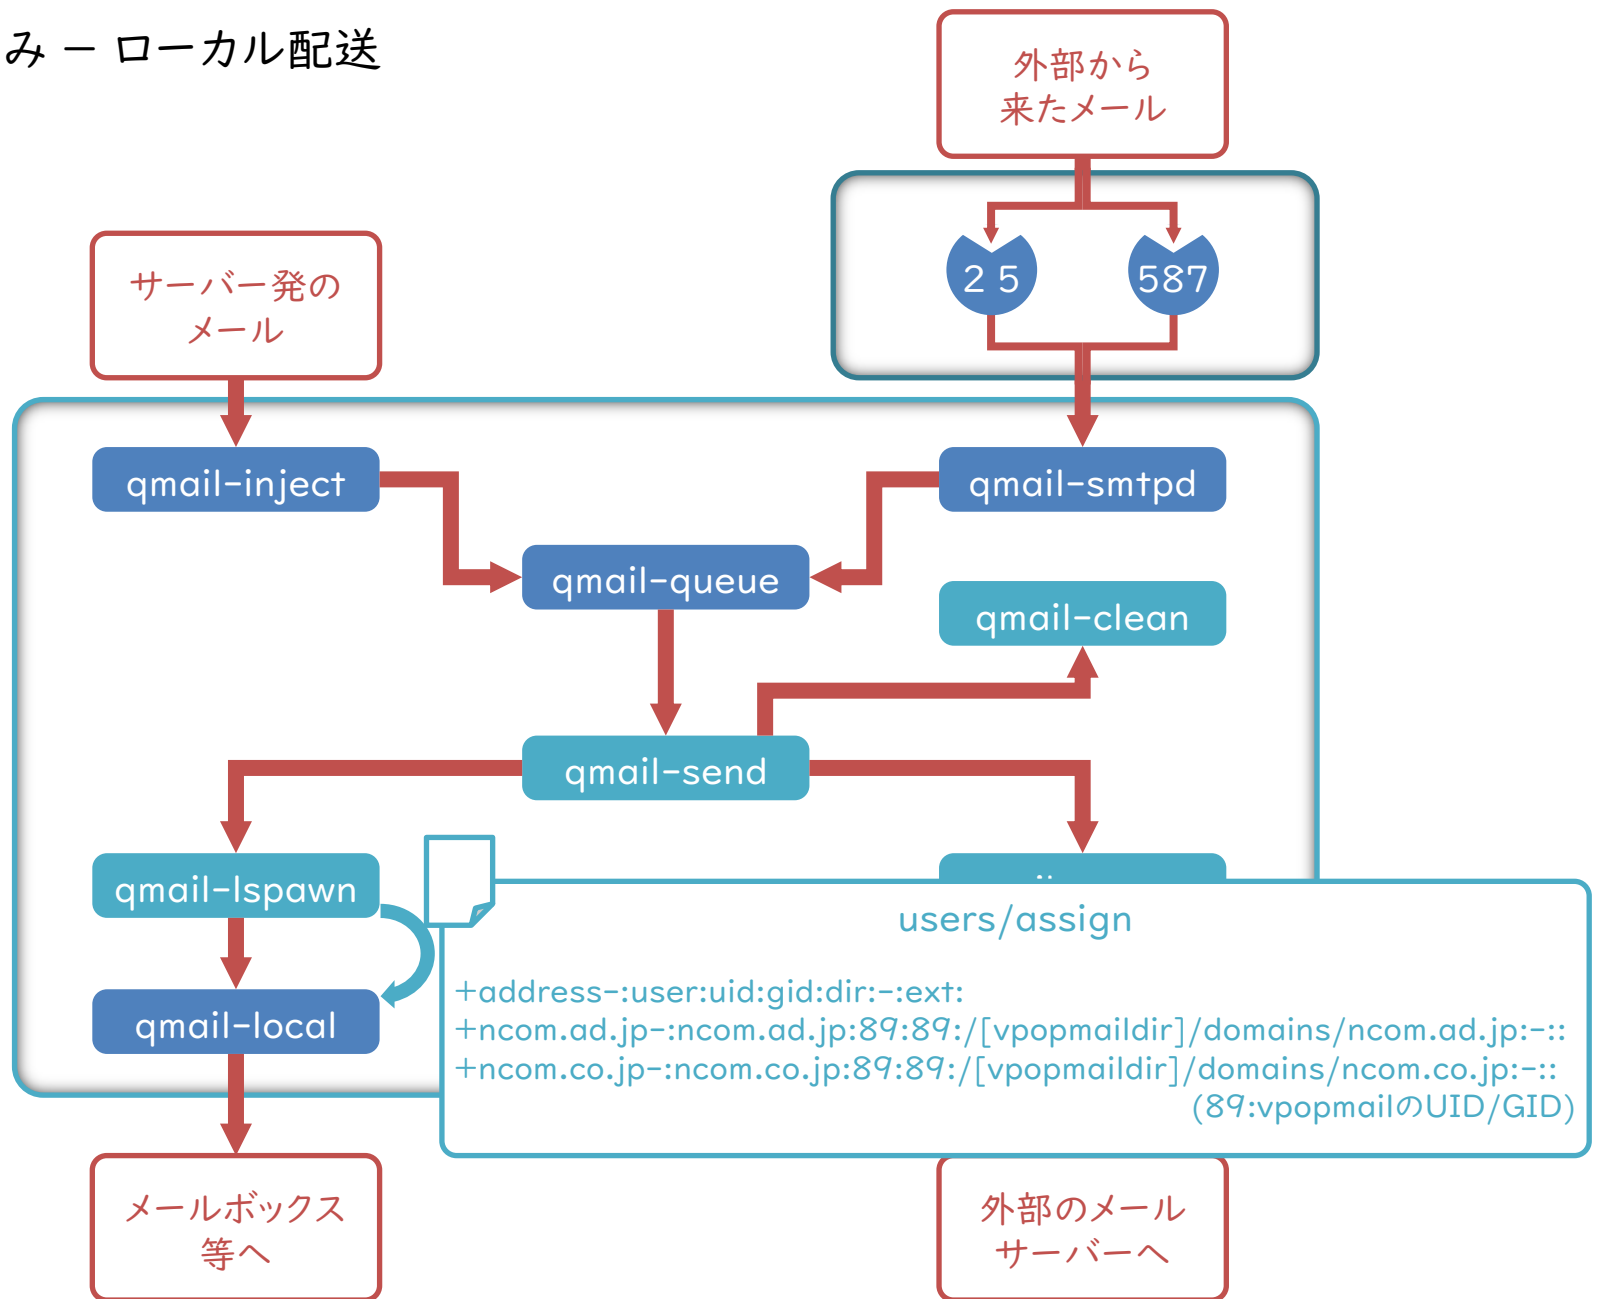 み − ローカル配送
外部から
来たメール
サーバー発の
メール
2 5
587
qmail-inject
qmail-smtpd
qmail-queue
qmail-clean
qmail-send
qmail-lspawn
users/assign
+address-:user:uid:gid:dir:-:ext:
+ncom.ad.jp-:ncom.ad.jp:89:89:/[vpopmaildir]/domains/ncom.ad.jp:-::
+ncom.co.jp-:ncom.co.jp:89:89:/[vpopmaildir]/domains/ncom.co.jp:-::
(89:vpopmailのUID/GID)
qmail-local
メールボックス
等へ
外部のメール
サーバーへ